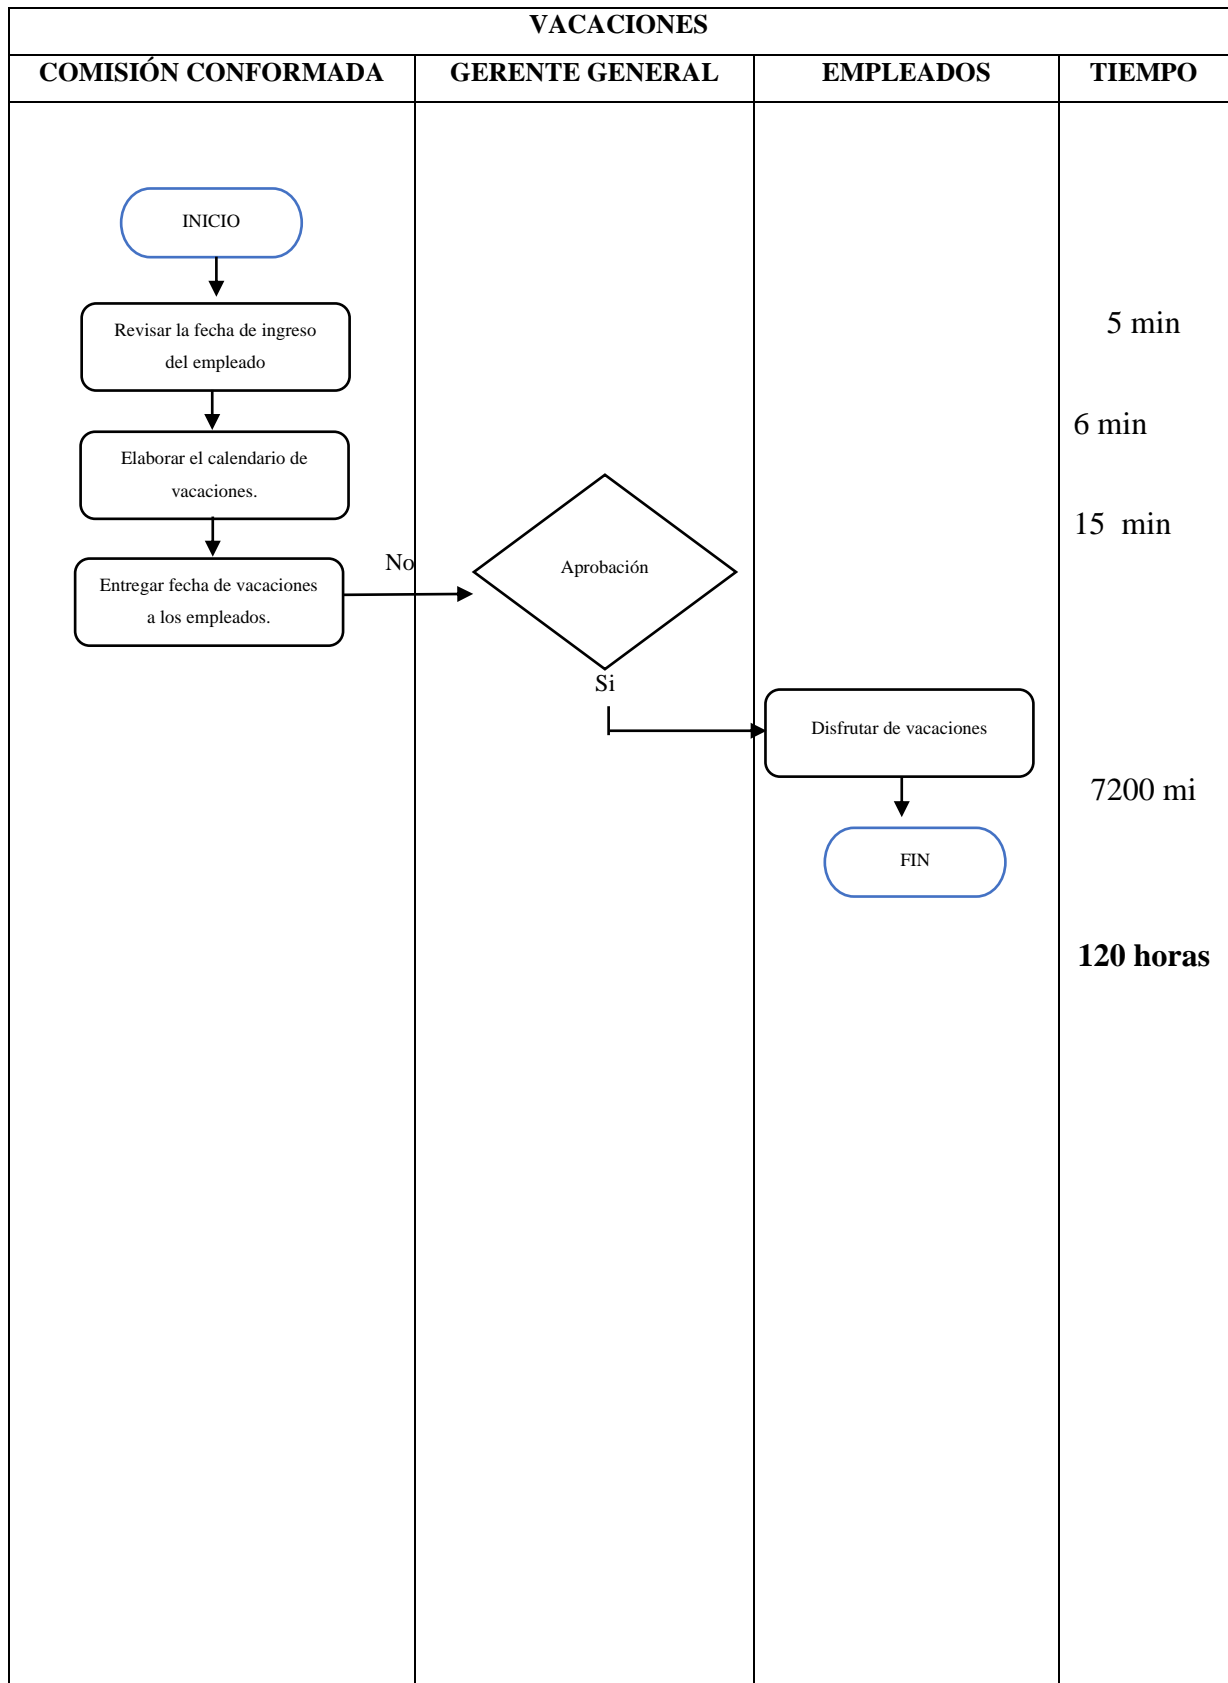 VACACIONES
COMISIÓN CONFORMADA
GERENTE GENERAL
EMPLEADOS
TIEMPO
INICIO
Revisar la fecha de ingreso
del empleado
5 min
Elaborar el calendario de
vacaciones.
6 min
15 min
Entregar fecha de vacaciones
a los empleados.
No
Aprobación
Si
Disfrutar de vacaciones
7200 mi
FIN
120 horas